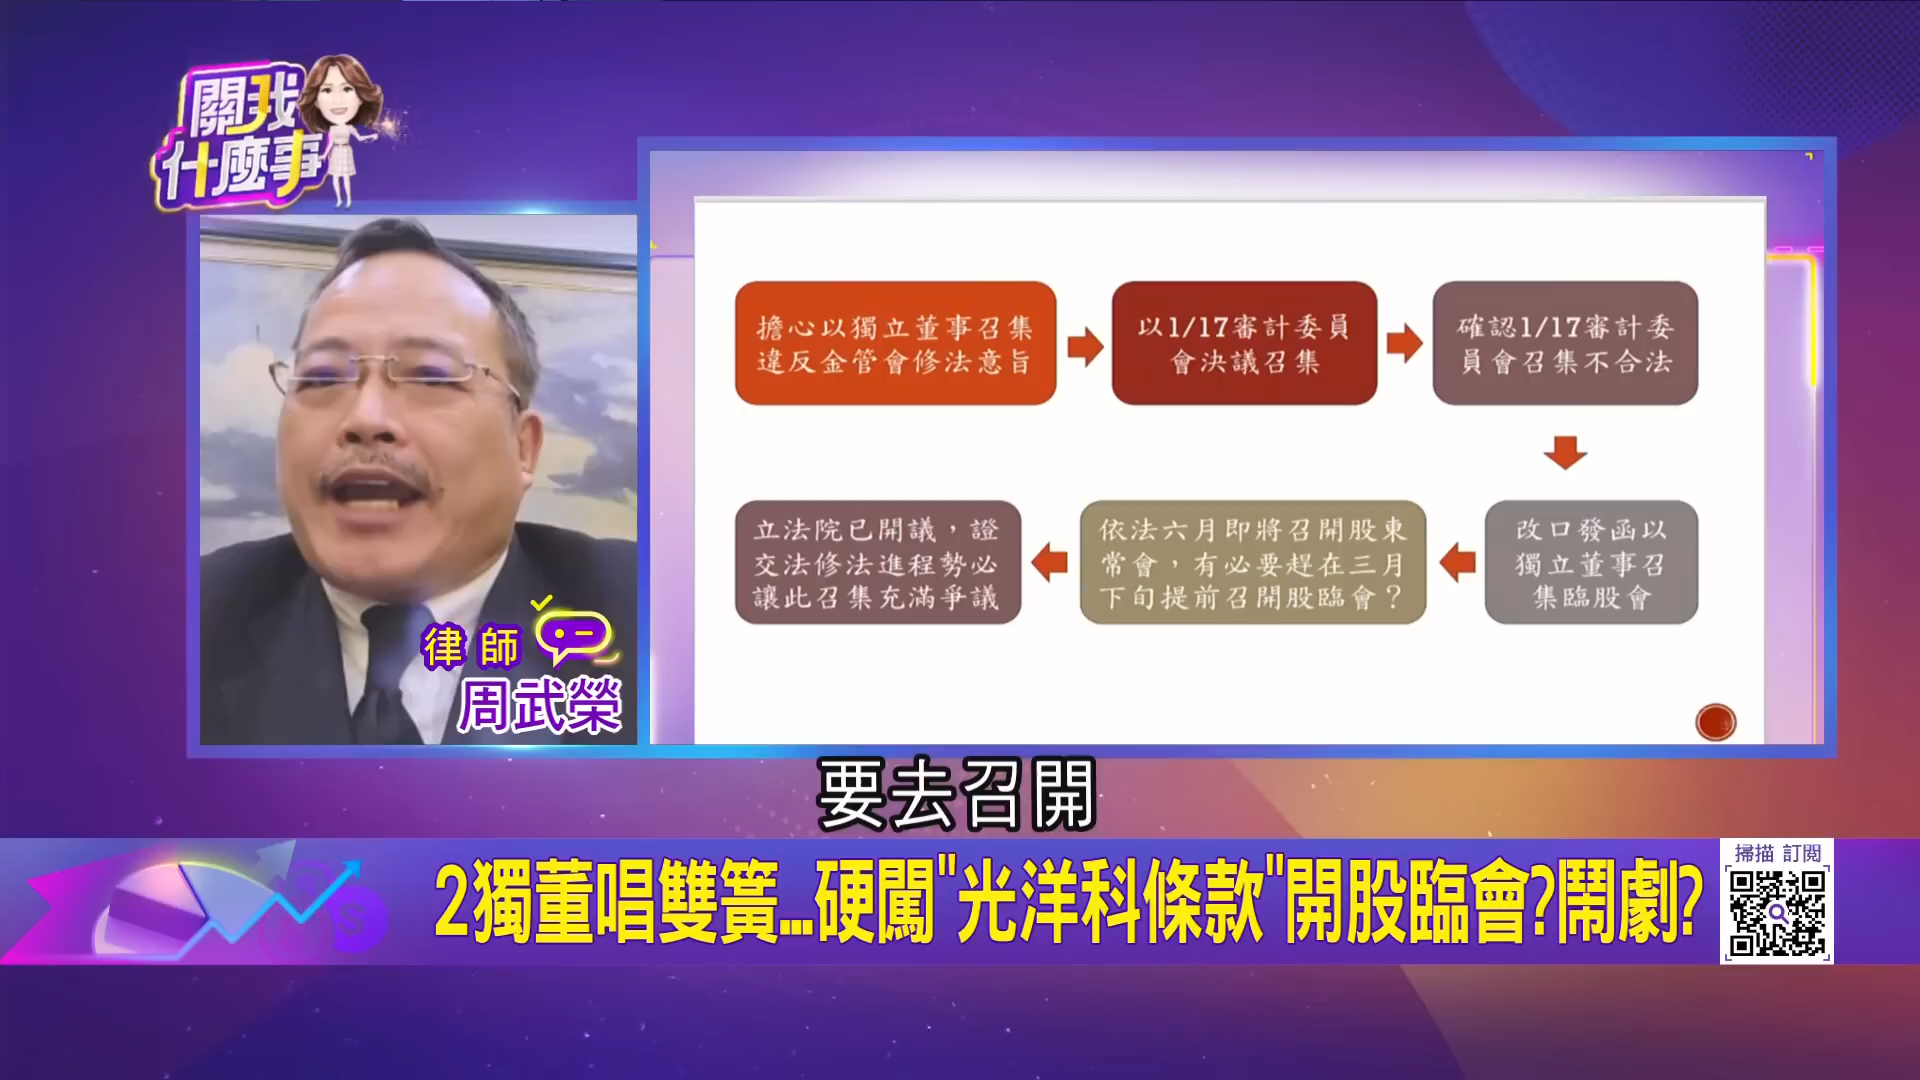 關我
什麼事
擔心以獨立董事召集
違反金管會修法意旨
以1/17審計委員
會決議召集
確認1/17審計委
員會召集不合法
改口發函以
獨立董事召
集臨股會
依法六月即將召開股東
常會，有必要趕在三月
下旬提前召開股臨會？
立法院已開議，證
交法修法進程勢必
讓此召集充滿爭議
律師
周武榮
要去召開
2獨董唱雙簧...硬闖"光洋科條款"開股臨會?鬧劇?
掃描 訂閱